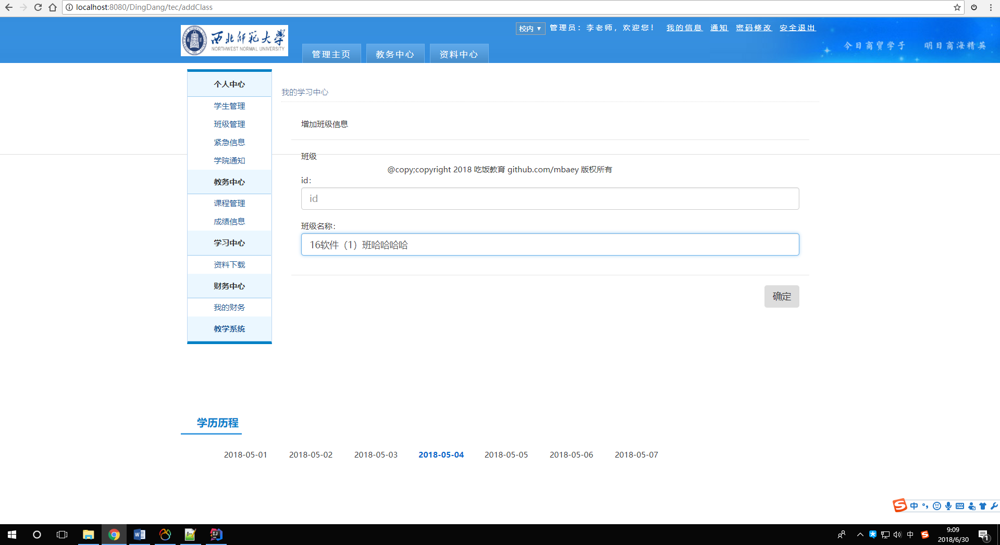 localhost:8080/DingDang/tec/addClass
校内 ▼ 管理员：李老师，欢迎您！ 我的信息 通知 密码修改 安全退出
西北师範大学
NORTHWEST NORMAL UNIVERSITY
今日商贸学子 明日商海精英
管理主页 教务中心 资料中心
个人中心
学生管理
班级管理
紧急信息
学院通知
教务中心
课程管理
成绩信息
学习中心
资料下载
财务中心
我的财务
教学系统
我的学习中心
增加班级信息
班级
@copy;copyright 2018 吃饭教育 github.com/mbaey 版权所有
id：
id
班级名称：
16软件（1）班哈哈哈哈
确定
学历历程
2018-05-01 2018-05-02 2018-05-03 2018-05-04 2018-05-05 2018-05-06 2018-05-07
中
中
9:09
2018/6/30
1